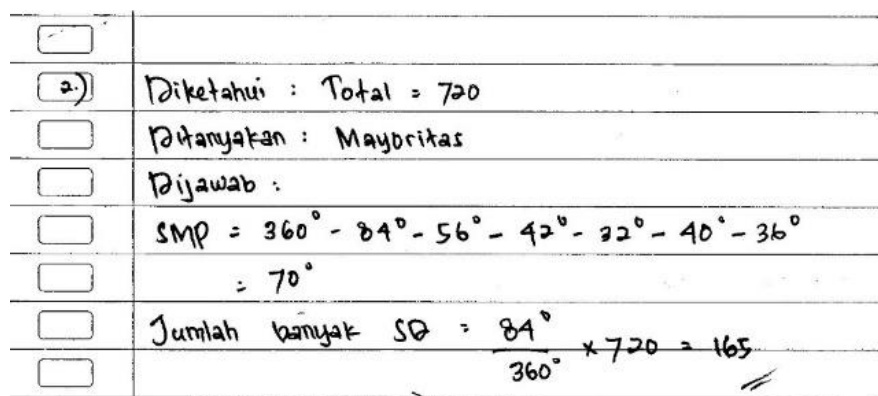 2.) Diketahui : Total = 720
Ditanyakan : Mayoritas
Dijawab :
SMP = 360° - 84° - 56° - 42° - 32° - 40° - 36°
= 70°
Jumlah banyak SD = 84°/360° × 720 = 165